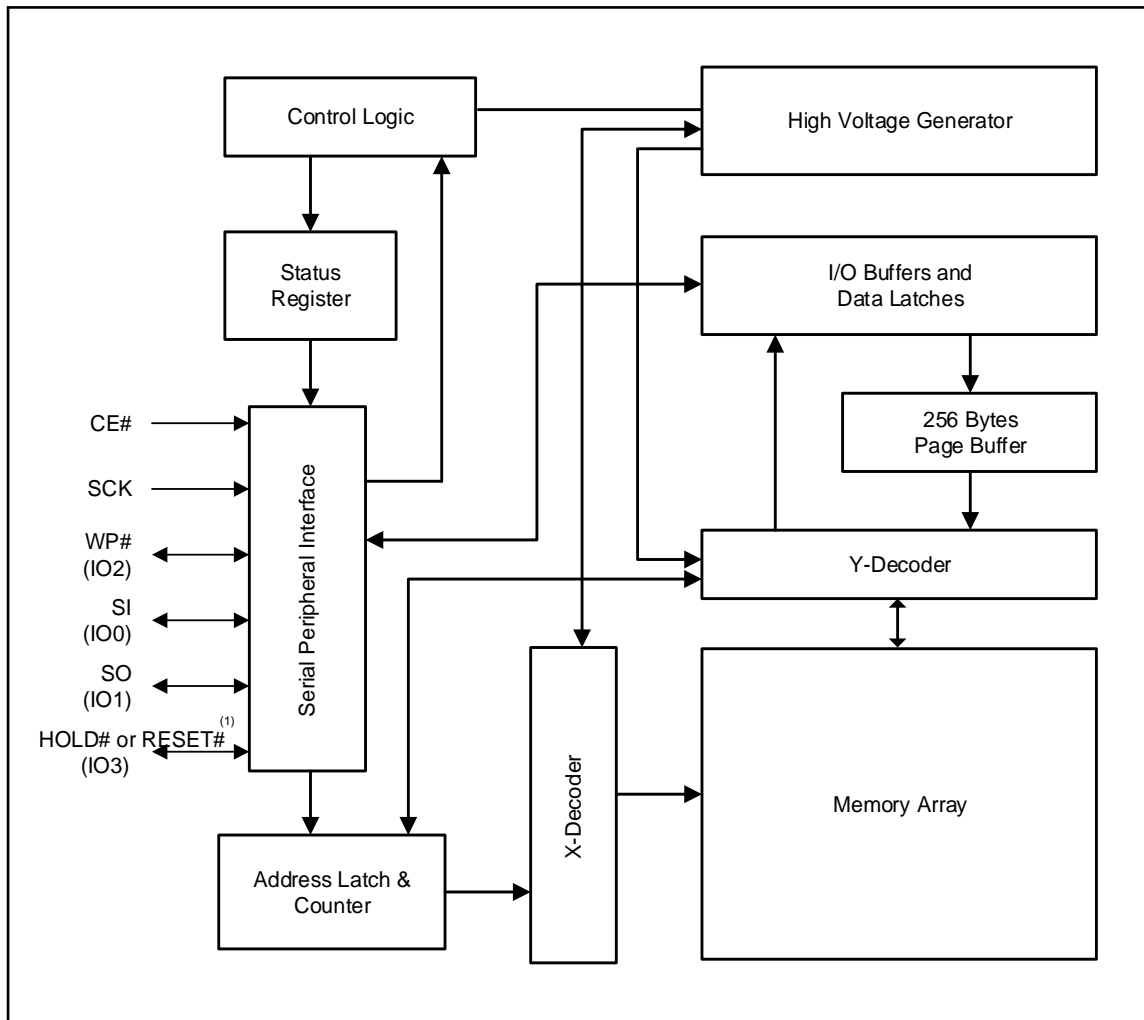 Control Logic
High Voltage Generator
Status
Register
I/O Buffers and
Data Latches
256 Bytes
Page Buffer
CE#
SCK
WP#
(IO2)
SI
(IO0)
SO
(IO1)
HOLD# or RESET#(1)
(IO3)
Serial Peripheral Interface
Y-Decoder
X-Decoder
Memory Array
Address Latch &
Counter